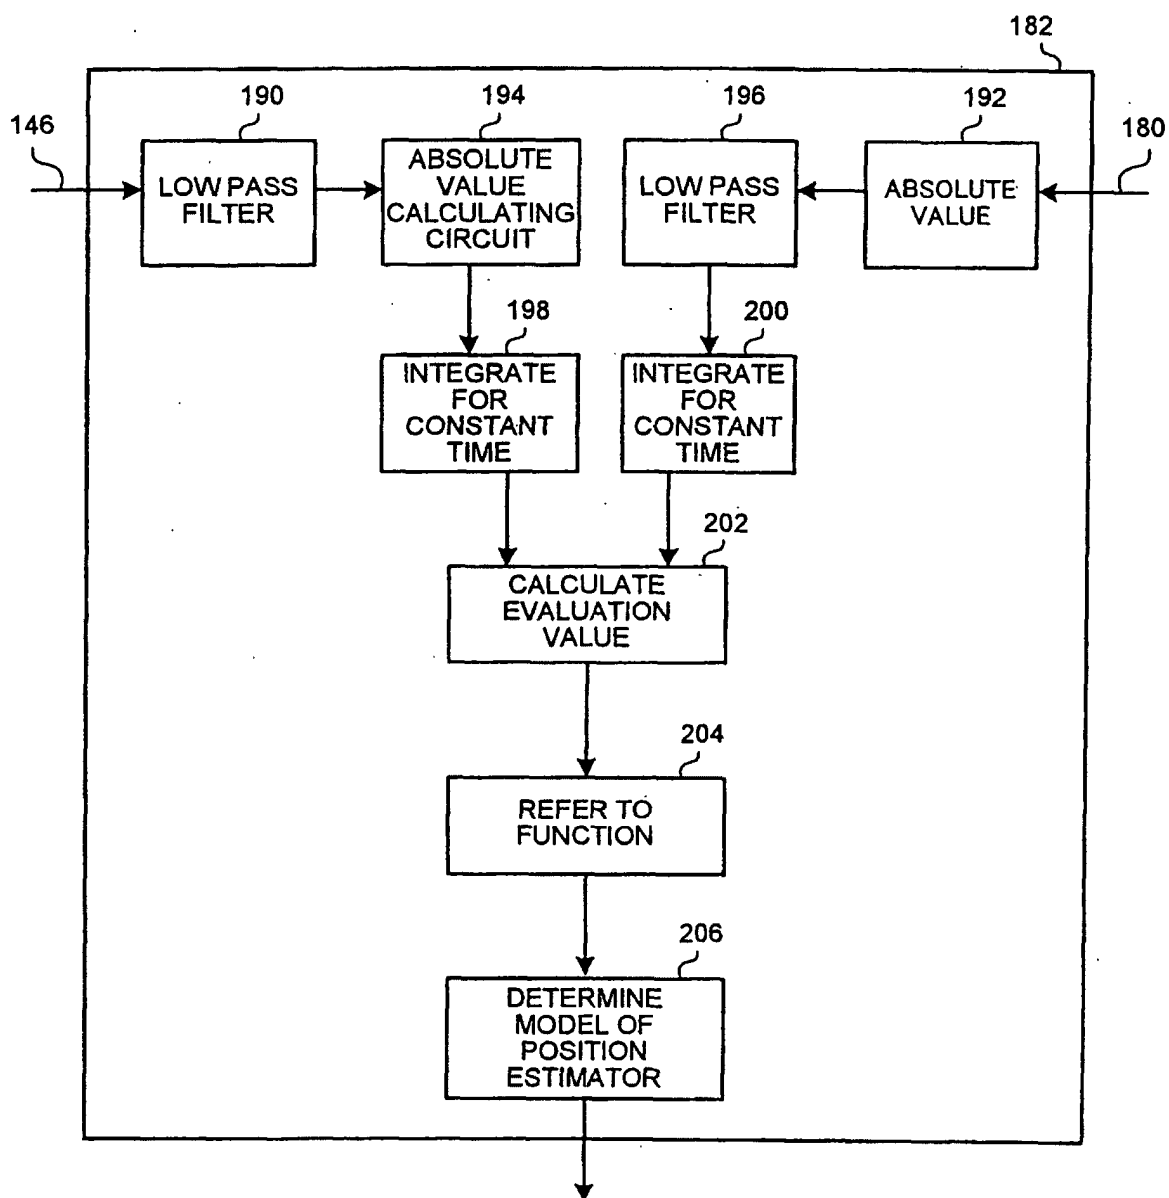 182
190
194
196
192
146
180
LOW PASS
FILTER
ABSOLUTE
VALUE
CALCULATING
CIRCUIT
LOW PASS
FILTER
ABSOLUTE
VALUE
198
200
INTEGRATE
FOR
CONSTANT
TIME
INTEGRATE
FOR
CONSTANT
TIME
202
CALCULATE
EVALUATION
VALUE
204
REFER TO
FUNCTION
206
DETERMINE
MODEL OF
POSITION
ESTIMATOR